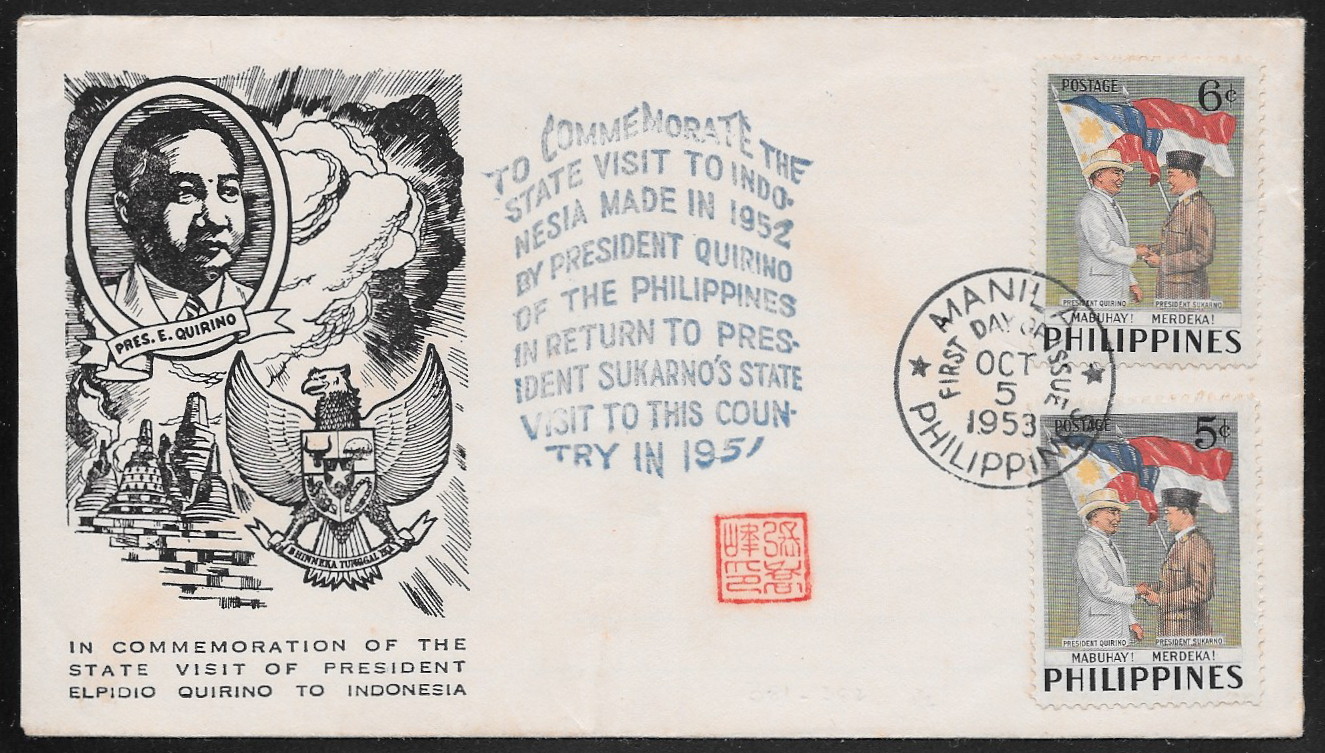 PRES. E. QUIRINO
BHINNEKA TUNGGAL IKA
IN COMMEMORATION OF THE
STATE VISIT OF PRESIDENT
ELPIDIO QUIRINO TO INDONESIA
TO COMMEMORATE THE
STATE VISIT TO INDO-
NESIA MADE IN 1952
BY PRESIDENT QUIRINO
OF THE PHILIPPINES
IN RETURN TO PRES-
IDENT SUKARNO'S STATE
VISIT TO THIS COUN-
TRY IN 1951
POSTAGE 6¢
PRESIDENT QUIRINO PRESIDENT SUKARNO
MABUHAY! MERDEKA!
PHILIPPINES
MANILA
FIRST DAY OF ISSUE
OCT
5
1953
PHILIPPINES
POSTAGE 5¢
PRESIDENT QUIRINO PRESIDENT SUKARNO
MABUHAY! MERDEKA!
PHILIPPINES